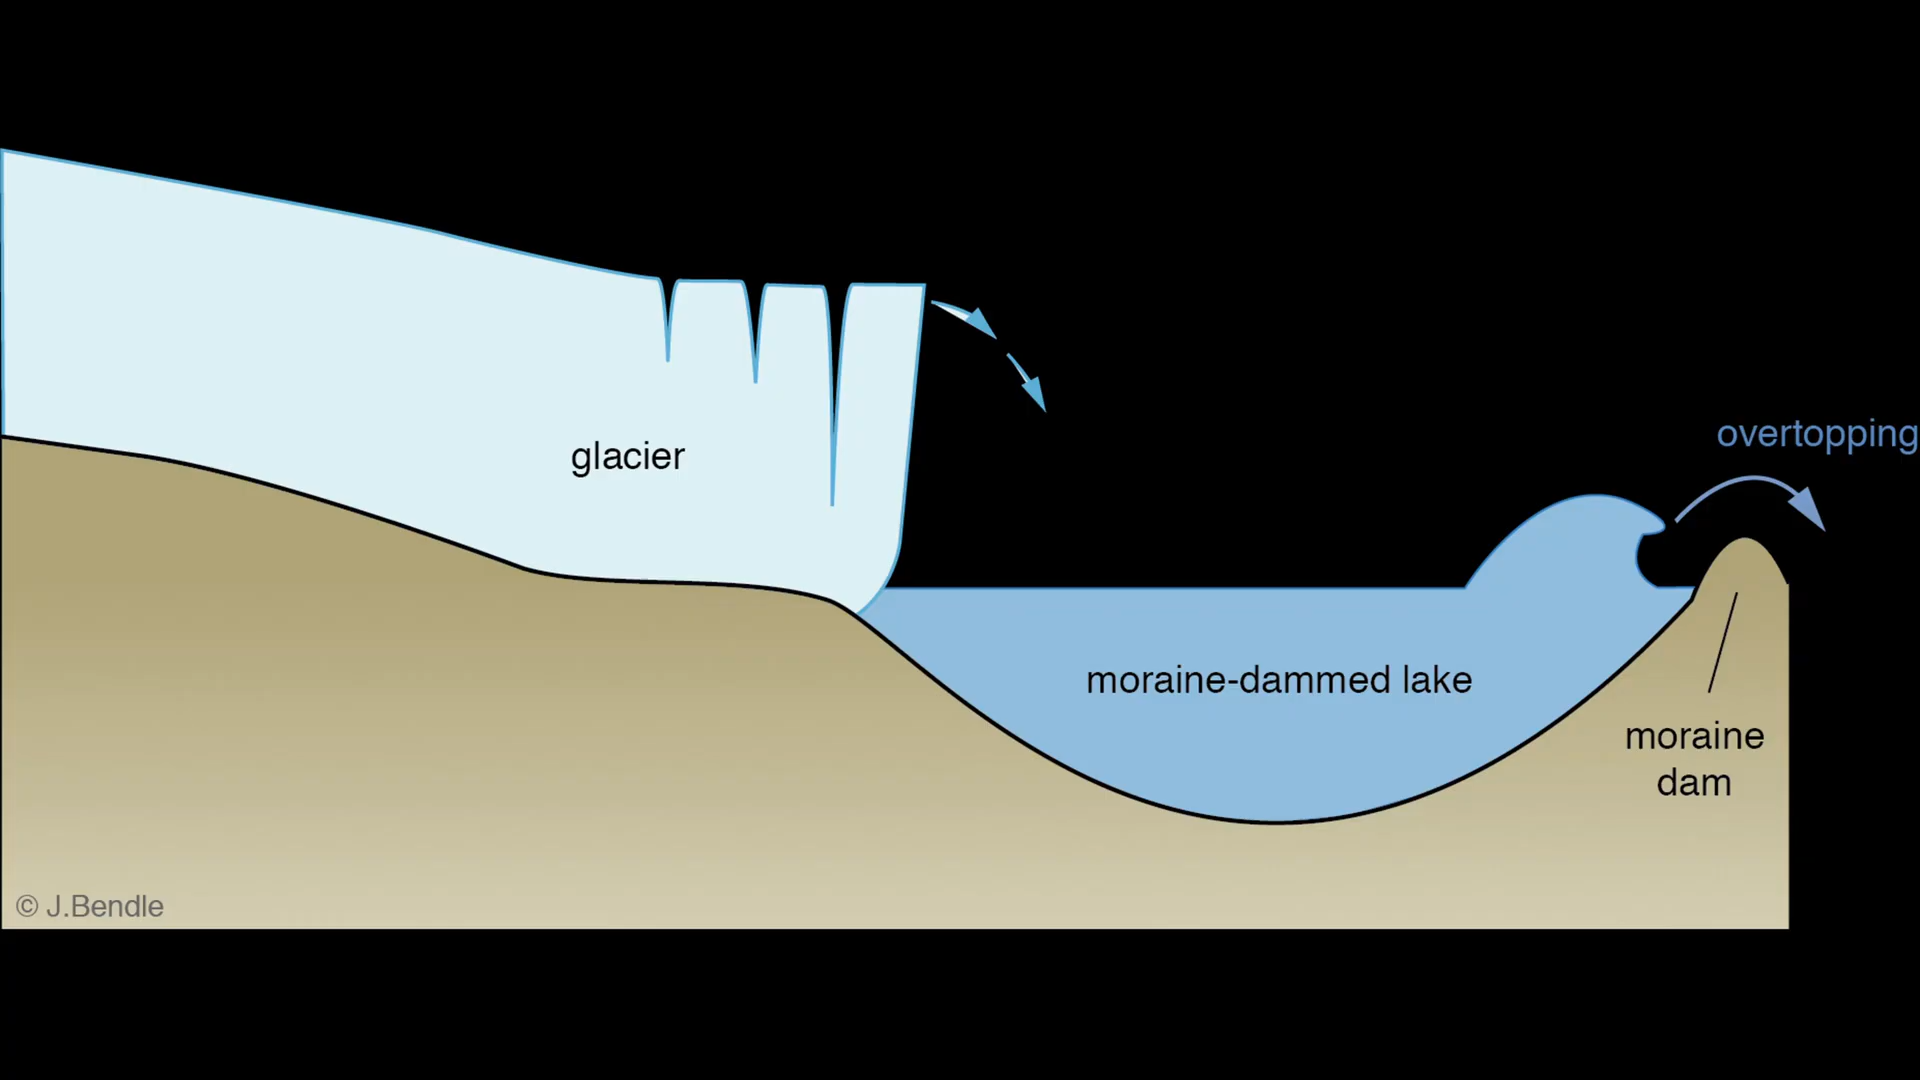 glacier
overtopping
moraine-dammed lake
moraine
dam
© J.Bendle